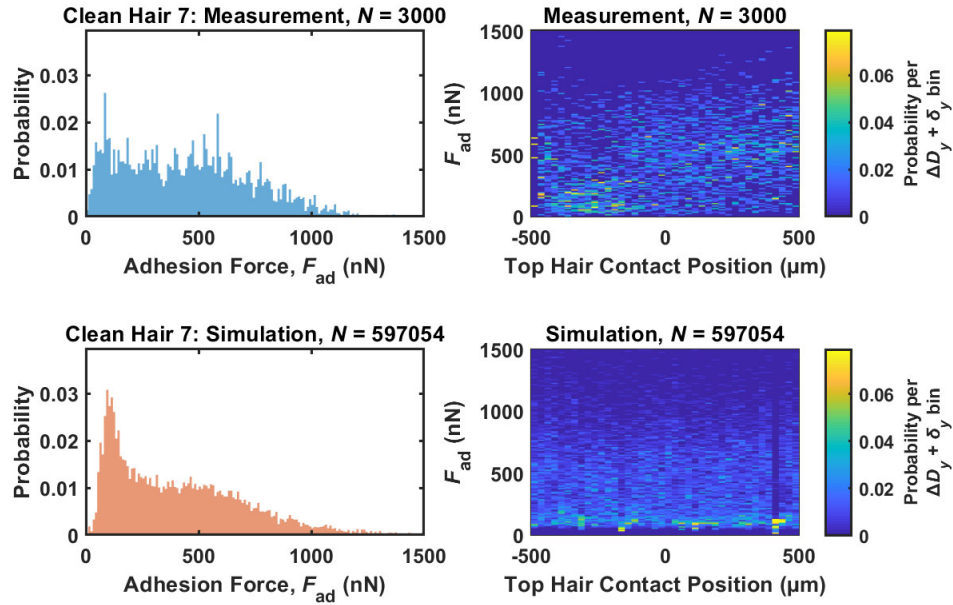 Clean Hair 7: Measurement, N = 3000
Probability
0.03
0.02
0.01
0
0
500
1000
1500
Adhesion Force, Fad (nN)
Measurement, N = 3000
Fad (nN)
1500
1000
500
0
-500
0
500
Top Hair Contact Position (µm)
0.06
0.04
0.02
0
Probability per
ΔDy + δy bin
Clean Hair 7: Simulation, N = 597054
Probability
0.03
0.02
0.01
0
0
500
1000
1500
Adhesion Force, Fad (nN)
Simulation, N = 597054
Fad (nN)
1500
1000
500
0
-500
0
500
Top Hair Contact Position (µm)
0.06
0.04
0.02
0
Probability per
ΔDy + δy bin